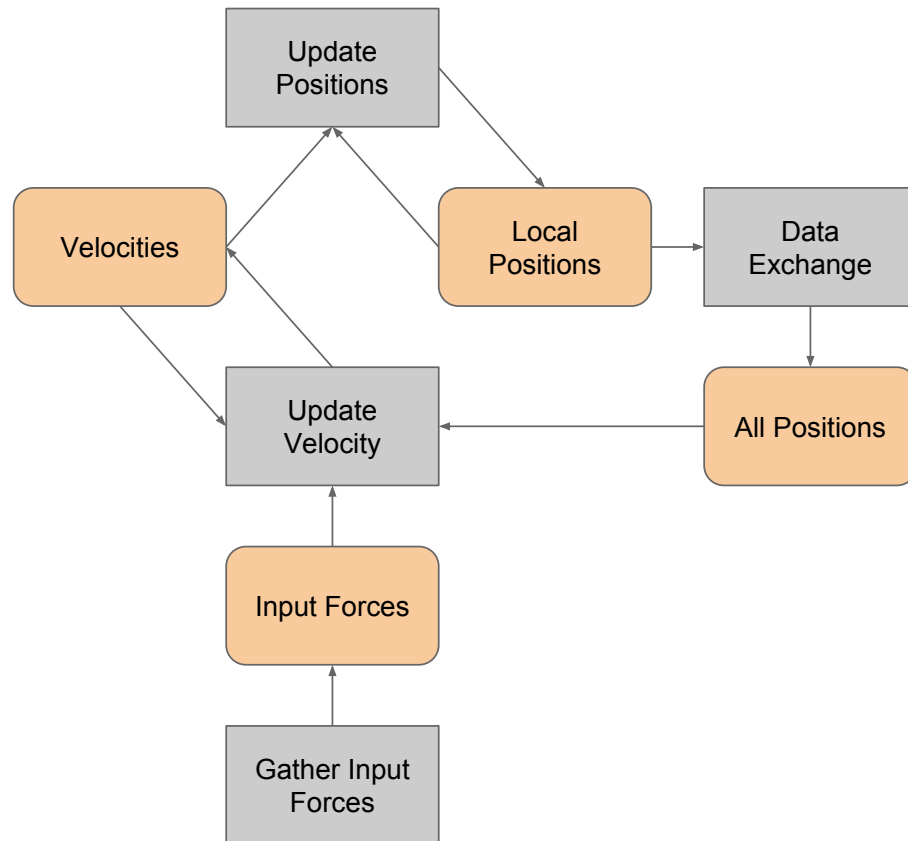 Update
Positions
Velocities
Local
Positions
Data
Exchange
Update
Velocity
All Positions
Input Forces
Gather Input
Forces